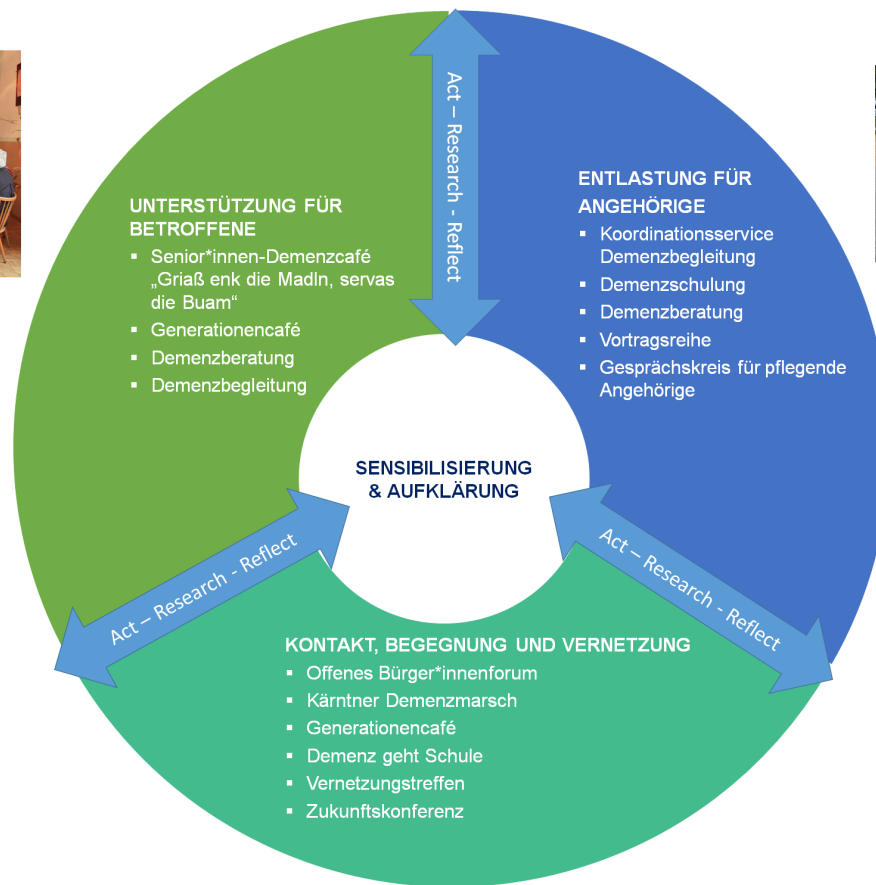 Act – Research - Reflect
UNTERSTÜTZUNG FÜR
BETROFFENE
▪ Senior*innen-Demenzcafé
„Griaß enk die Madln, servas
die Buam“
▪ Generationencafé
▪ Demenzberatung
▪ Demenzbegleitung
ENTLASTUNG FÜR
ANGEHÖRIGE
▪ Koordinationsservice
Demenzbegleitung
▪ Demenzschulung
▪ Demenzberatung
▪ Vortragsreihe
▪ Gesprächskreis für pflegende
Angehörige
SENSIBILISIERUNG
& AUFKLÄRUNG
Act – Research - Reflect
Act – Research - Reflect
KONTAKT, BEGEGNUNG UND VERNETZUNG
▪ Offenes Bürger*innenforum
▪ Kärntner Demenzmarsch
▪ Generationencafé
▪ Demenz geht Schule
▪ Vernetzungstreffen
▪ Zukunftskonferenz